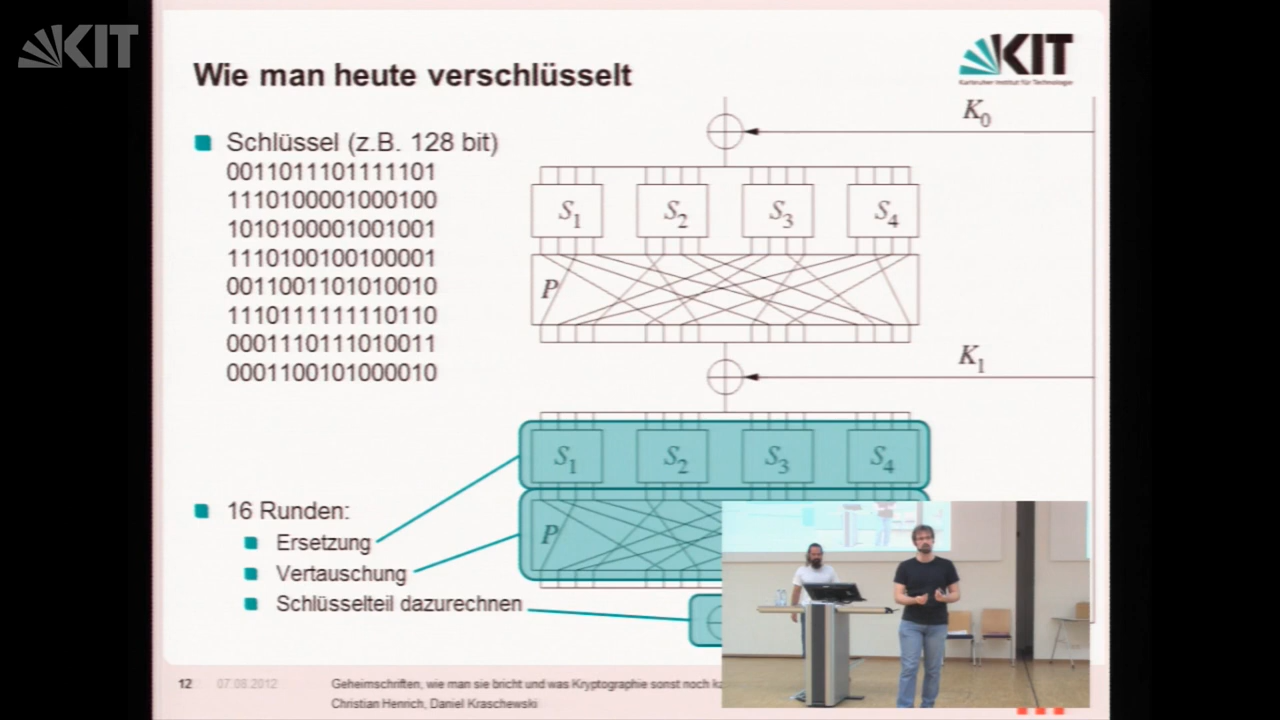 KIT
Wie man heute verschlüsselt
KIT
Karlsruher Institut für Technologie
Schlüssel (z.B. 128 bit)
0011011101111101
1110100001000100
1010100001001001
1110100100100001
0011001101010010
1110111111110110
0001110111010011
0001100101000010
K0
S1 S2 S3 S4
P
K1
S1 S2 S3 S4
P
16 Runden:
Ersetzung
Vertauschung
Schlüsselteil dazurechnen
12 07.08.2012
Geheimschriften, wie man sie bricht und was Kryptographie sonst noch
Christian Henrich, Daniel Kraschewski